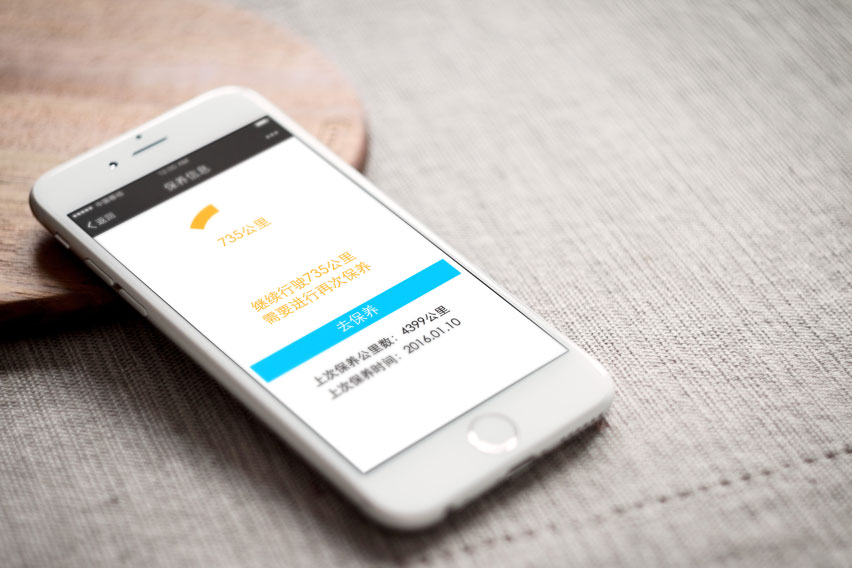 中国移动
12:00 AM
返回
保养信息
735公里
继续行驶735公里
需要进行再次保养
去保养
上次保养公里数：4399公里
上次保养时间：2016.01.10